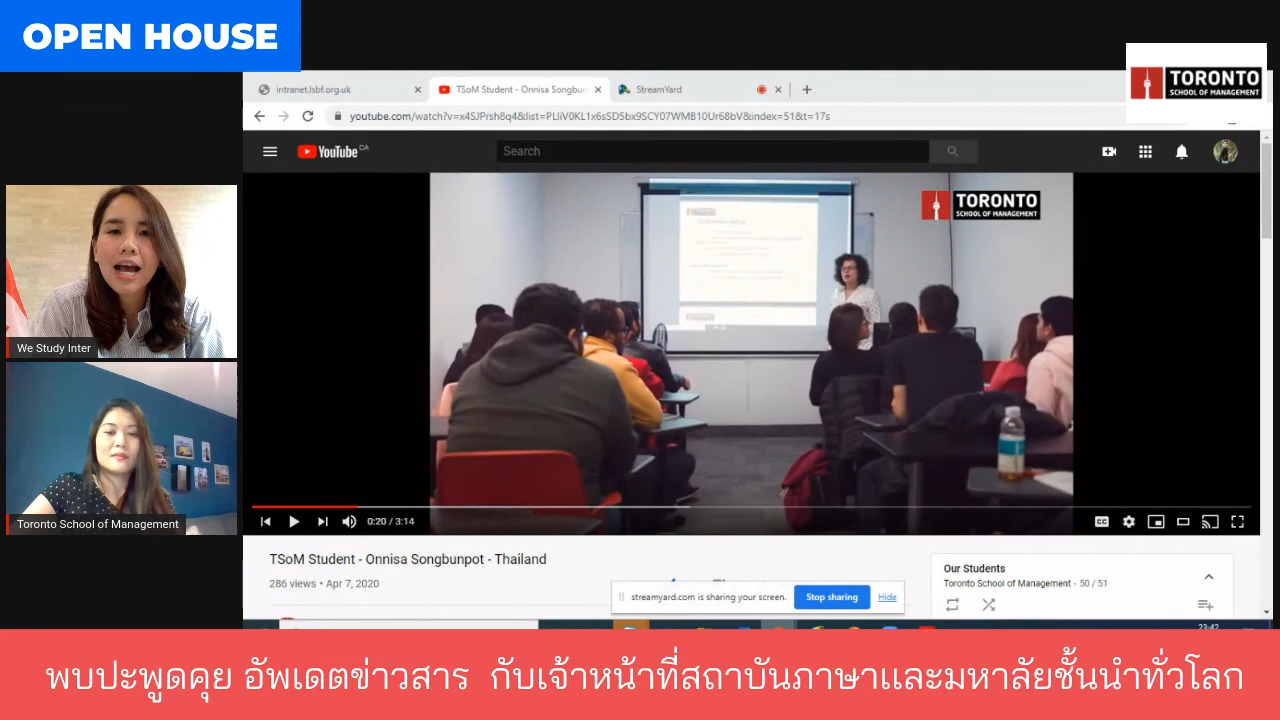 OPEN HOUSE
TORONTO
SCHOOL OF MANAGEMENT
intranet.lsbf.org.uk
TSoM Student - Onnisa Songbun
StreamYard
youtube.com/watch?v=x4SJPrsh8q4&list=PLIiV0KL1x6sSD5bx9SCY07WMB10Ur68bV&index=51&t=17s
YouTube CA
Search
TORONTO
SCHOOL OF MANAGEMENT
We Study Inter
Toronto School of Management
0:20 / 3:14
CC
TSoM Student - Onnisa Songbunpot - Thailand
286 views • Apr 7, 2020
Our Students
Toronto School of Management - 50 / 51
streamyard.com is sharing your screen.
Stop sharing
Hide
23:42
พบปะพูดคุย อัพเดตข่าวสาร กับเจ้าหน้าที่สถาบันภาษาและมหาลัยชั้นนำทั่วโลก